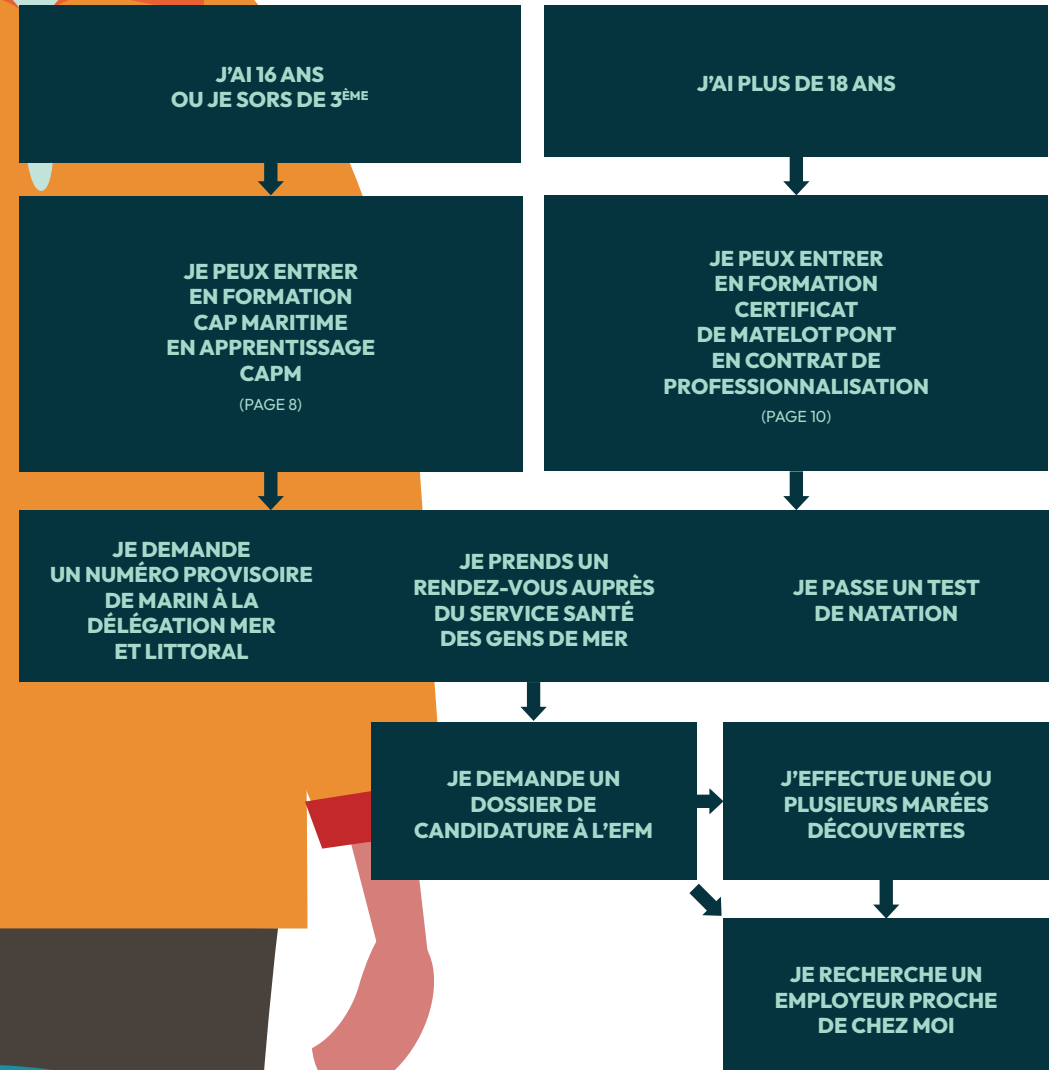 J'AI 16 ANS
OU JE SORS DE 3ÈME
J'AI PLUS DE 18 ANS
JE PEUX ENTRER
EN FORMATION
CAP MARITIME
EN APPRENTISSAGE
CAPM
(PAGE 8)
JE PEUX ENTRER
EN FORMATION
CERTIFICAT
DE MATELOT PONT
EN CONTRAT DE
PROFESSIONNALISATION
(PAGE 10)
JE DEMANDE
UN NUMÉRO PROVISOIRE
DE MARIN À LA
DÉLÉGATION MER
ET LITTORAL
JE PRENDS UN
RENDEZ-VOUS AUPRÈS
DU SERVICE SANTÉ
DES GENS DE MER
JE PASSE UN TEST
DE NATATION
JE DEMANDE UN
DOSSIER DE
CANDIDATURE À L'EFM
J'EFFECTUE UNE OU
PLUSIEURS MARÉES
DÉCOUVERTES
JE RECHERCHE UN
EMPLOYEUR PROCHE
DE CHEZ MOI